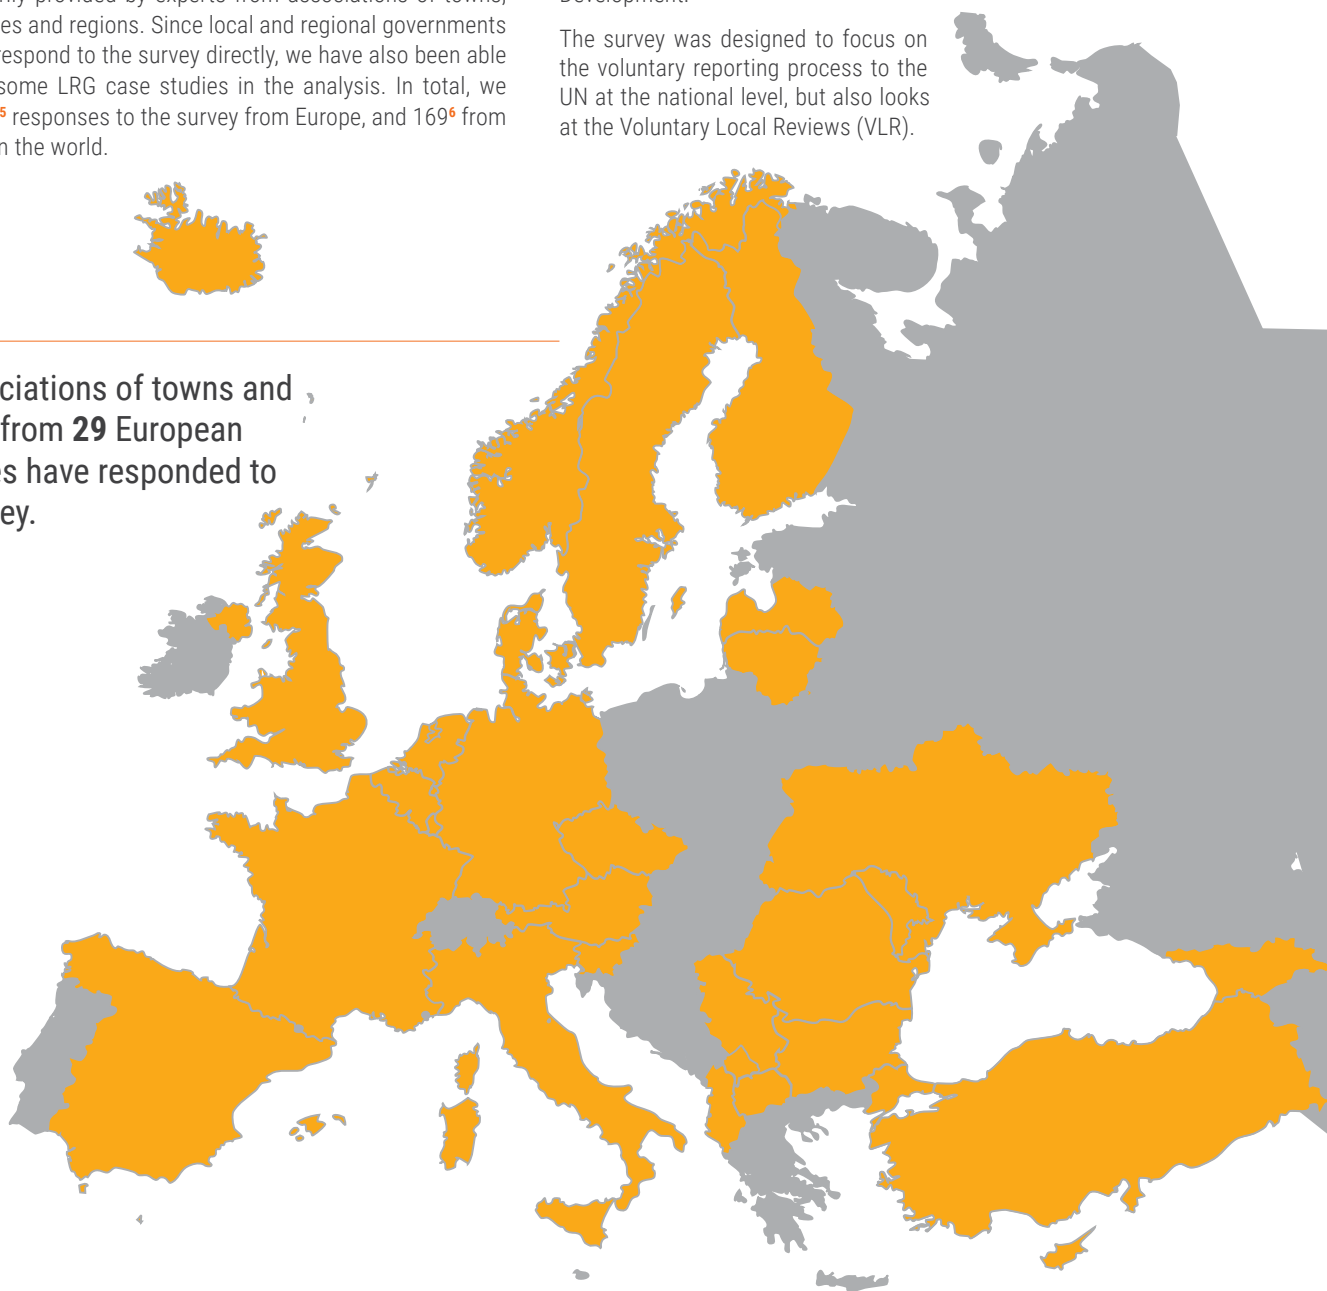 provided by experts from associations of towns,
and regions. Since local and regional governments
respond to the survey directly, we have also been able
some LRG case studies in the analysis. In total, we
5 responses to the survey from Europe, and 1696 from
the world.
Development.
The survey was designed to focus on
the voluntary reporting process to the
UN at the national level, but also looks
at the Voluntary Local Reviews (VLR).
ciations of towns and
from 29 European
es have responded to
ey.